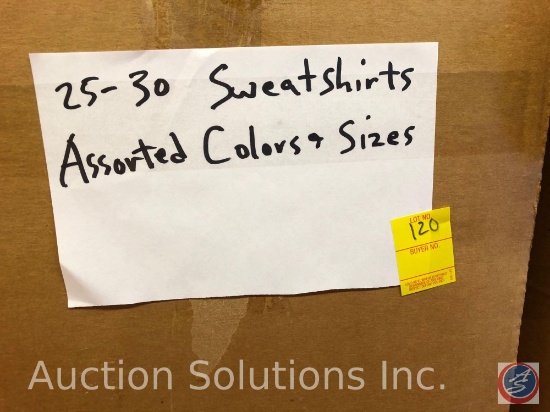 25-30 Sweatshirts
Assorted Colors & Sizes
LOT NO.
120
BUYER NO.
Auction Solutions Inc.